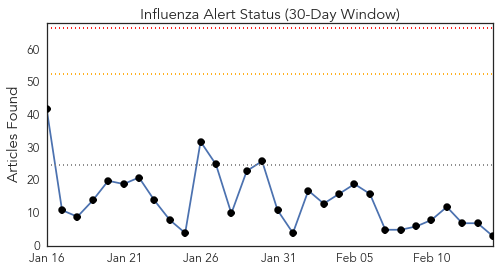 Influenza Alert Status (30-Day Window)
Articles Found
60
50
40
30
20
10
0
Jan 16 Jan 21 Jan 26 Jan 31 Feb 05 Feb 10